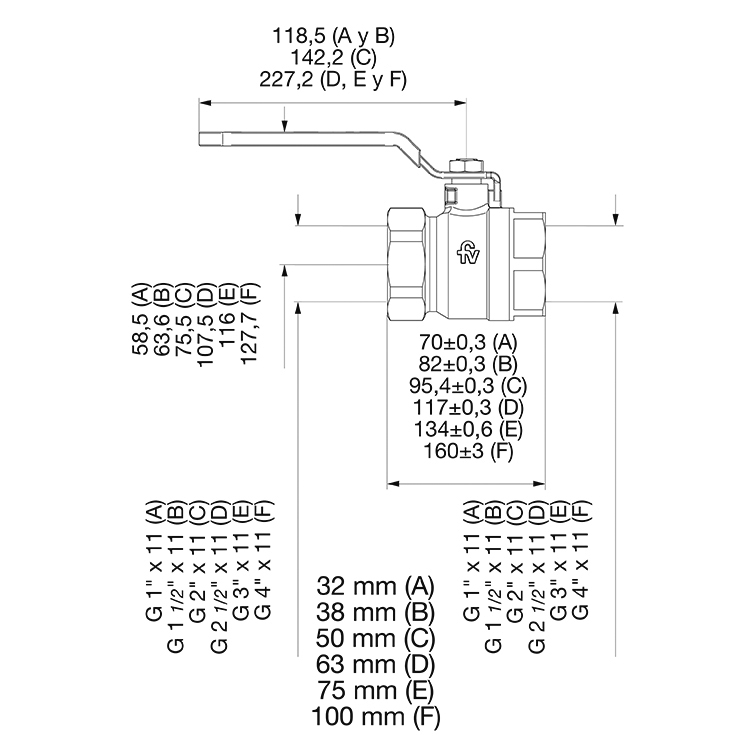 118,5 (A y B)
142,2 (C)
227,2 (D, E y F)
fv
58,5 (A)
63,6 (B)
75,5 (C)
107,5 (D)
116 (E)
127,7 (F)
70±0,3 (A)
82±0,3 (B)
95,4±0,3 (C)
117±0,3 (D)
134±0,6 (E)
160±3 (F)
G 1" x 11 (A)
G 1 1/2" x 11 (B)
G 2" x 11 (C)
G 2 1/2" x 11 (D)
G 3" x 11 (E)
G 4" x 11 (F)
32 mm (A)
38 mm (B)
50 mm (C)
63 mm (D)
75 mm (E)
100 mm (F)
G 1" x 11 (A)
G 1 1/2" x 11 (B)
G 2" x 11 (C)
G 2 1/2" x 11 (D)
G 3" x 11 (E)
G 4" x 11 (F)